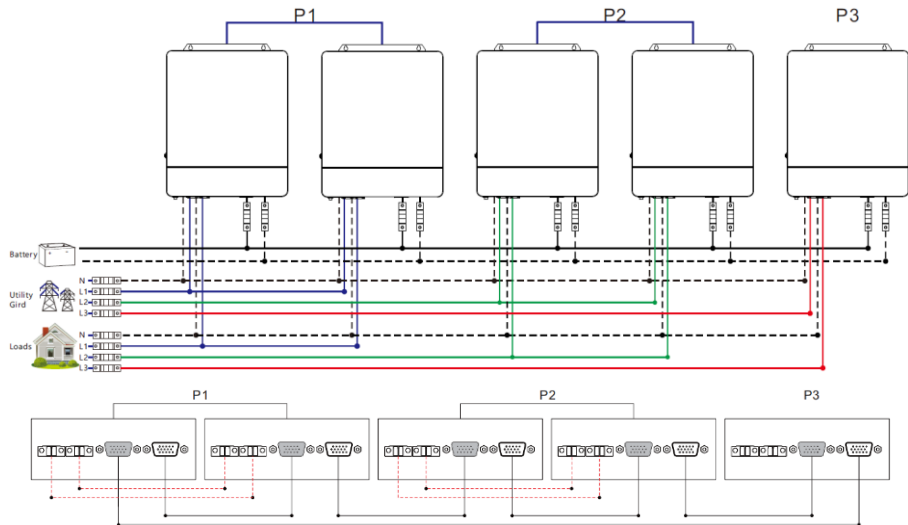 P1 P2 P3
Battery
N
L1
Utility
Gird
L2
L3
N
Loads
L1
L2
L3
P1 P2 P3